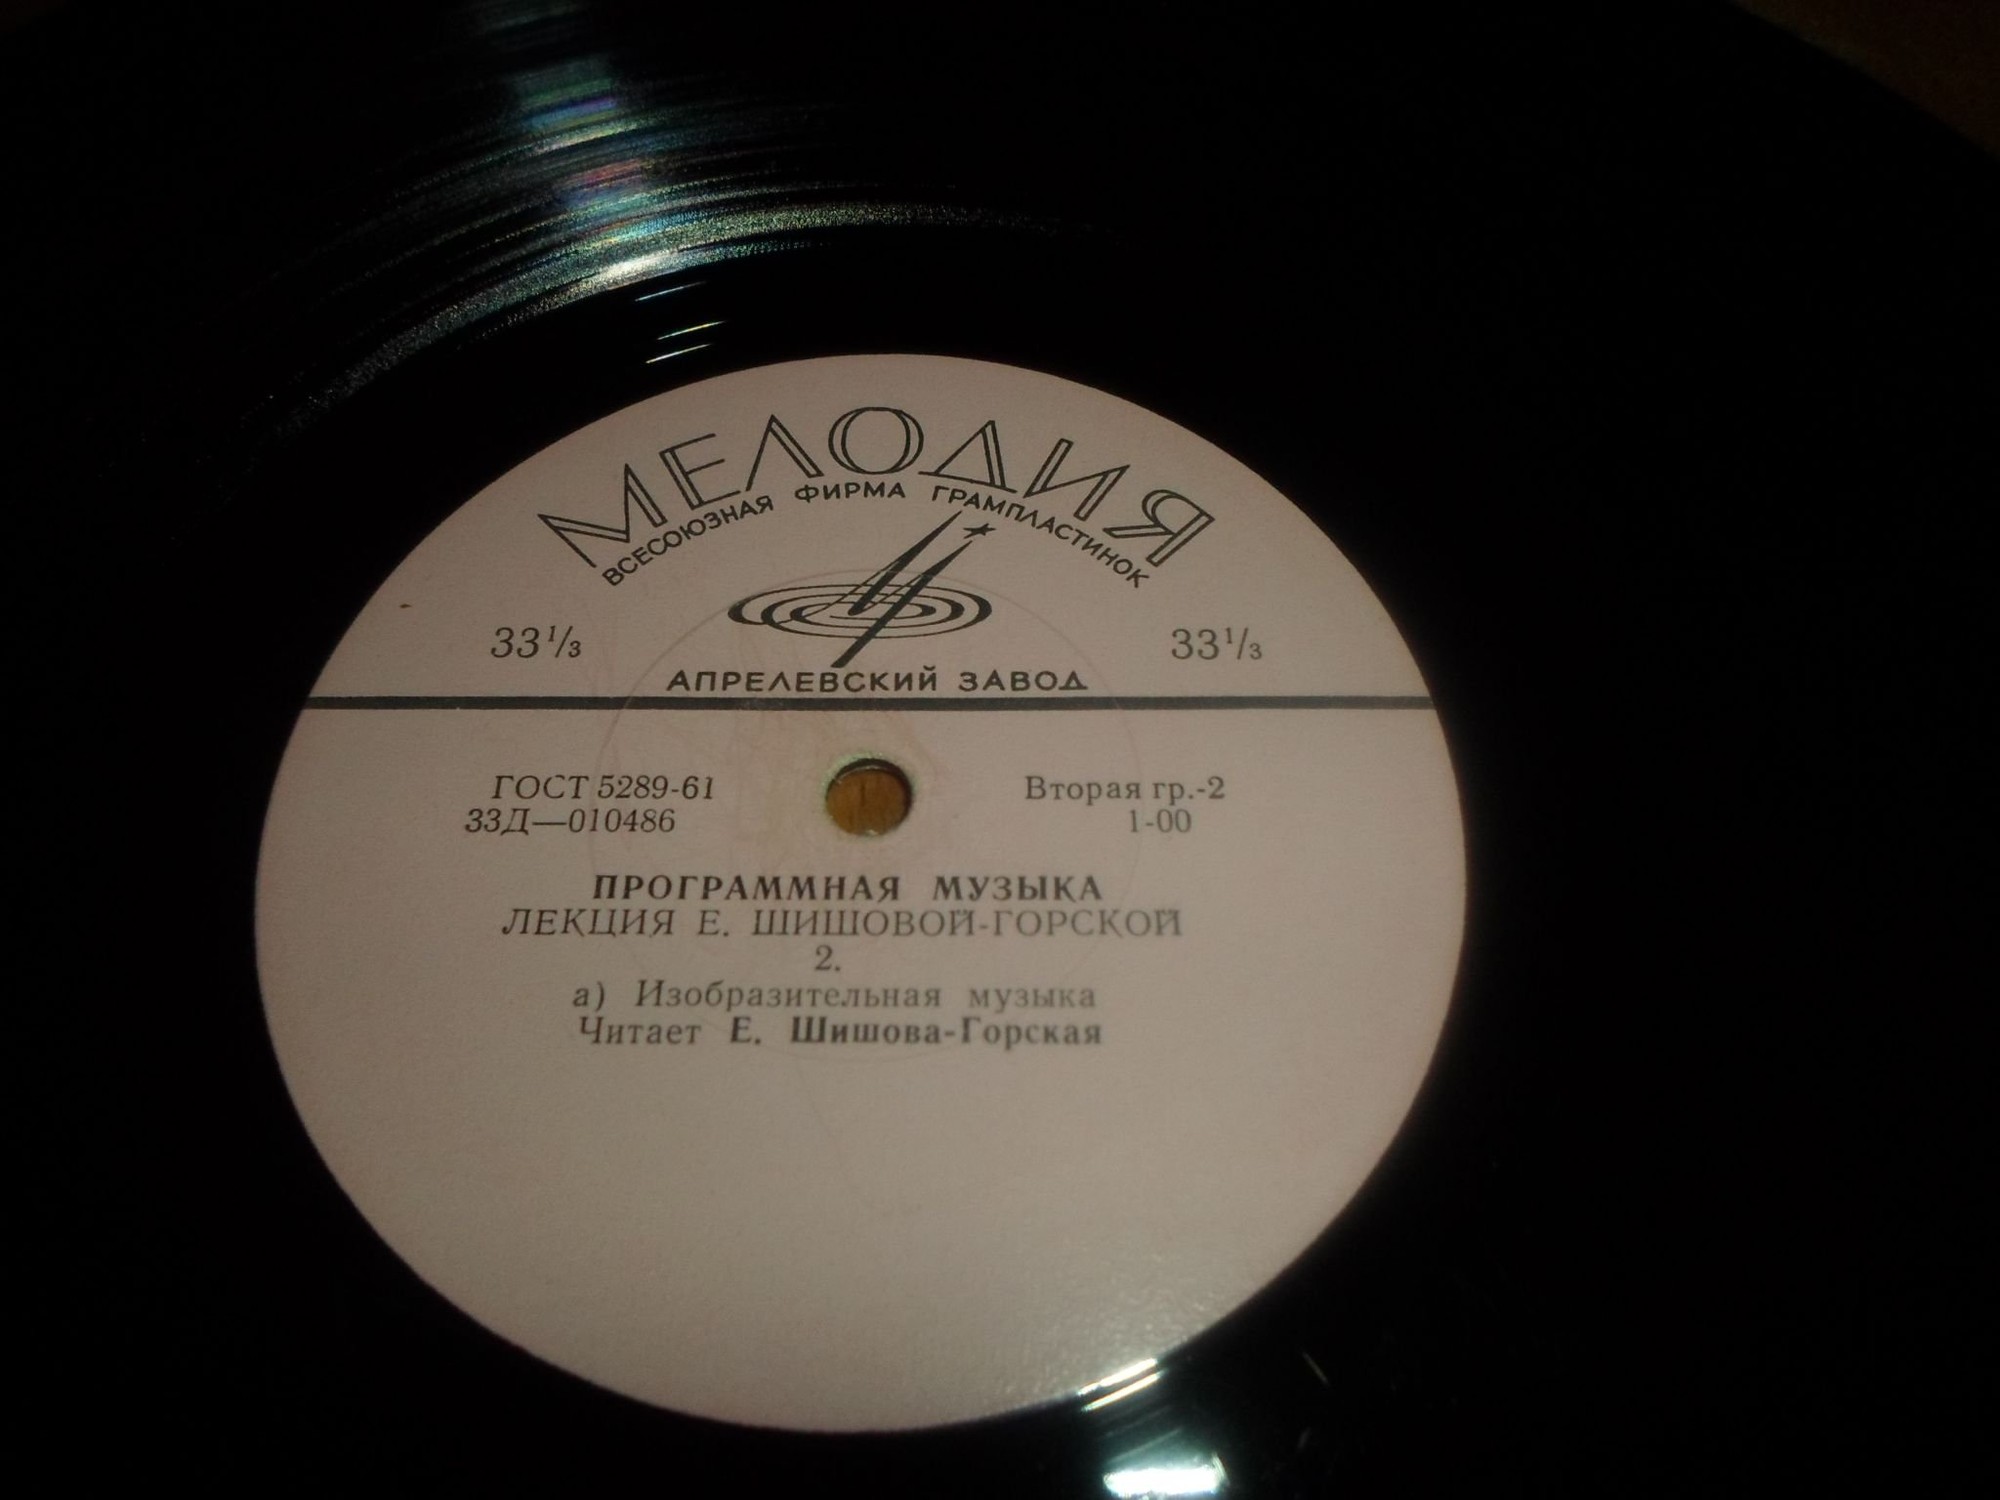 МЕЛОДИЯ
ВСЕСОЮЗНАЯ ФИРМА ГРАМПЛАСТИНОК
33⅓ 33⅓
АПРЕЛЕВСКИЙ ЗАВОД
ГОСТ 5289-61 Вторая гр.-2
33Д—010486 1-00
ПРОГРАММНАЯ МУЗЫКА
ЛЕКЦИЯ Е. ШИШОВОЙ-ГОРСКОЙ
2.
а) Изобразительная музыка
Читает Е. Шишова-Горская